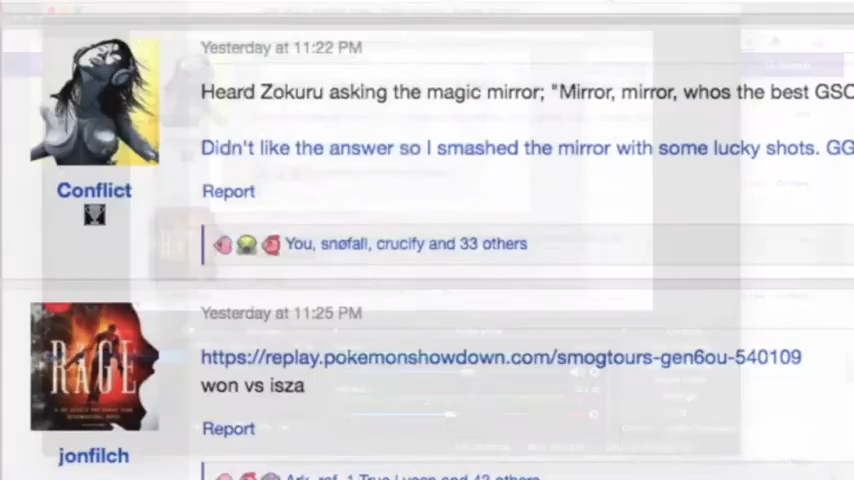 Yesterday at 11:22 PM
Heard Zokuru asking the magic mirror; "Mirror, mirror, whos the best GSC
Didn't like the answer so I smashed the mirror with some lucky shots. GG
Conflict
Report
You, snøfall, crucify and 33 others
Yesterday at 11:25 PM
RAGE
https://replay.pokemonshowdown.com/smogtours-gen6ou-540109
won vs isza
Report
jonfilch